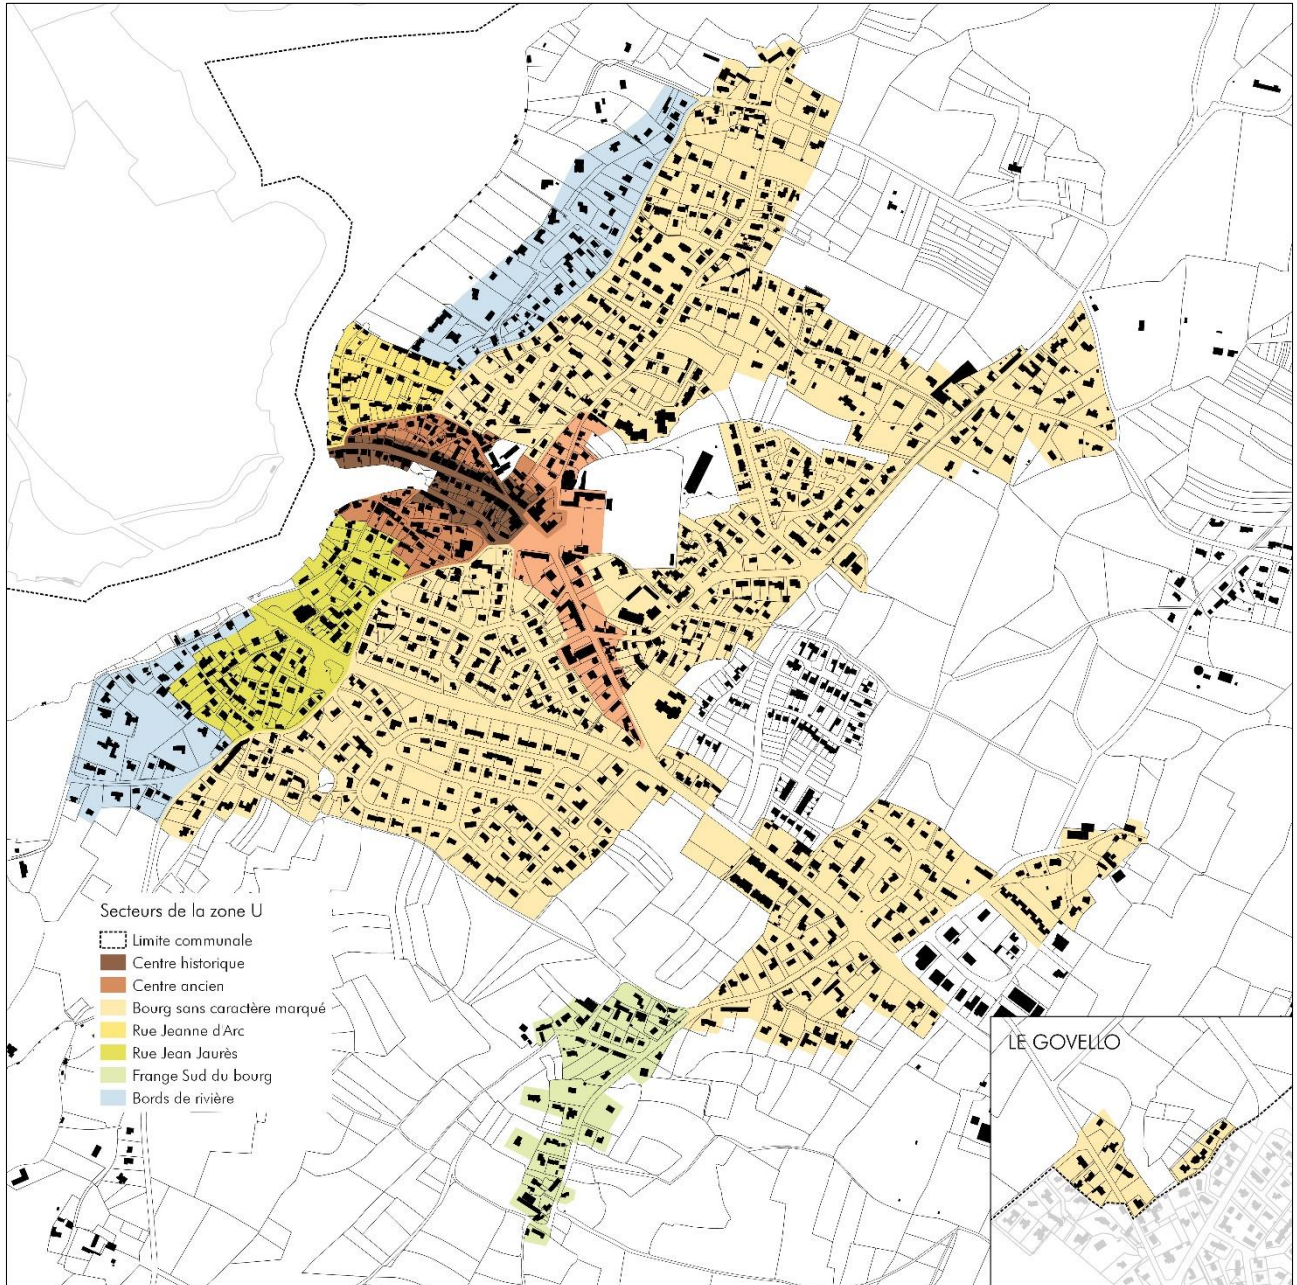 Secteurs de la zone U
Limite communale
Centre historique
Centre ancien
Bourg sans caractère marqué
Rue Jeanne d'Arc
Rue Jean Jaurès
Frange Sud du bourg
Bords de rivière
LE GOVELLO